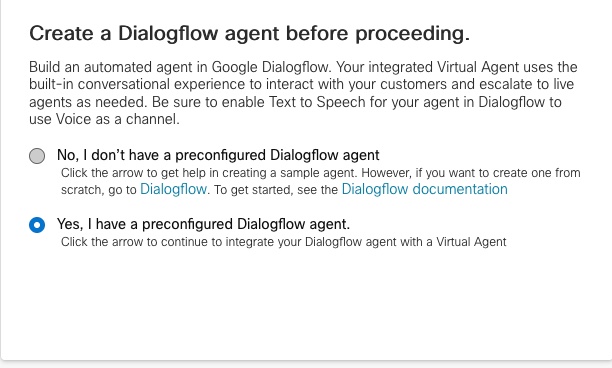 Create a Dialogflow agent before proceeding.
Build an automated agent in Google Dialogflow. Your integrated Virtual Agent uses the
built-in conversational experience to interact with your customers and escalate to live
agents as needed. Be sure to enable Text to Speech for your agent in Dialogflow to
use Voice as a channel.
No, I don't have a preconfigured Dialogflow agent
Click the arrow to get help in creating a sample agent. However, if you want to create one from
scratch, go to Dialogflow. To get started, see the Dialogflow documentation
Yes, I have a preconfigured Dialogflow agent.
Click the arrow to continue to integrate your Dialogflow agent with a Virtual Agent